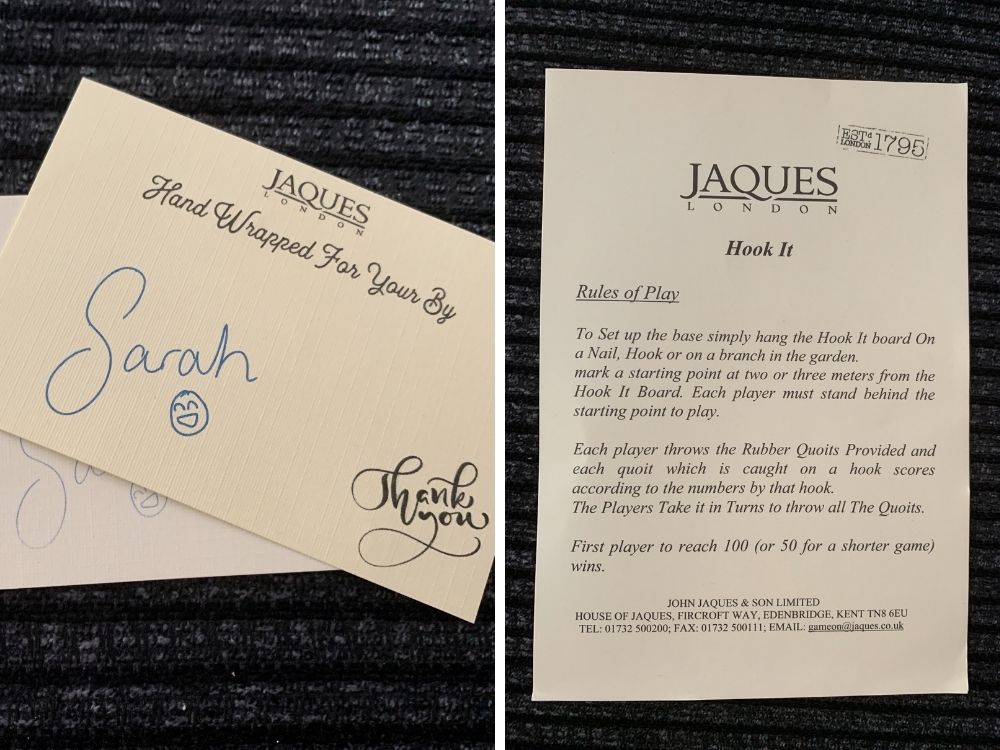 JAQUES
LONDON
Hand Wrapped For Your By
Sarah
Thank
you
Sa
ESTd
LONDON 1795
JAQUES
LONDON
Hook It
Rules of Play
To Set up the base simply hang the Hook It board On
a Nail, Hook or on a branch in the garden.
mark a starting point at two or three meters from the
Hook It Board. Each player must stand behind the
starting point to play.
Each player throws the Rubber Quoits Provided and
each quoit which is caught on a hook scores
according to the numbers by that hook.
The Players Take it in Turns to throw all The Quoits.
First player to reach 100 (or 50 for a shorter game)
wins.
JOHN JAQUES & SON LIMITED
HOUSE OF JAQUES, FIRCROFT WAY, EDENBRIDGE, KENT TN8 6EU
TEL: 01732 500200; FAX: 01732 500111; EMAIL: gameon@jaques.co.uk